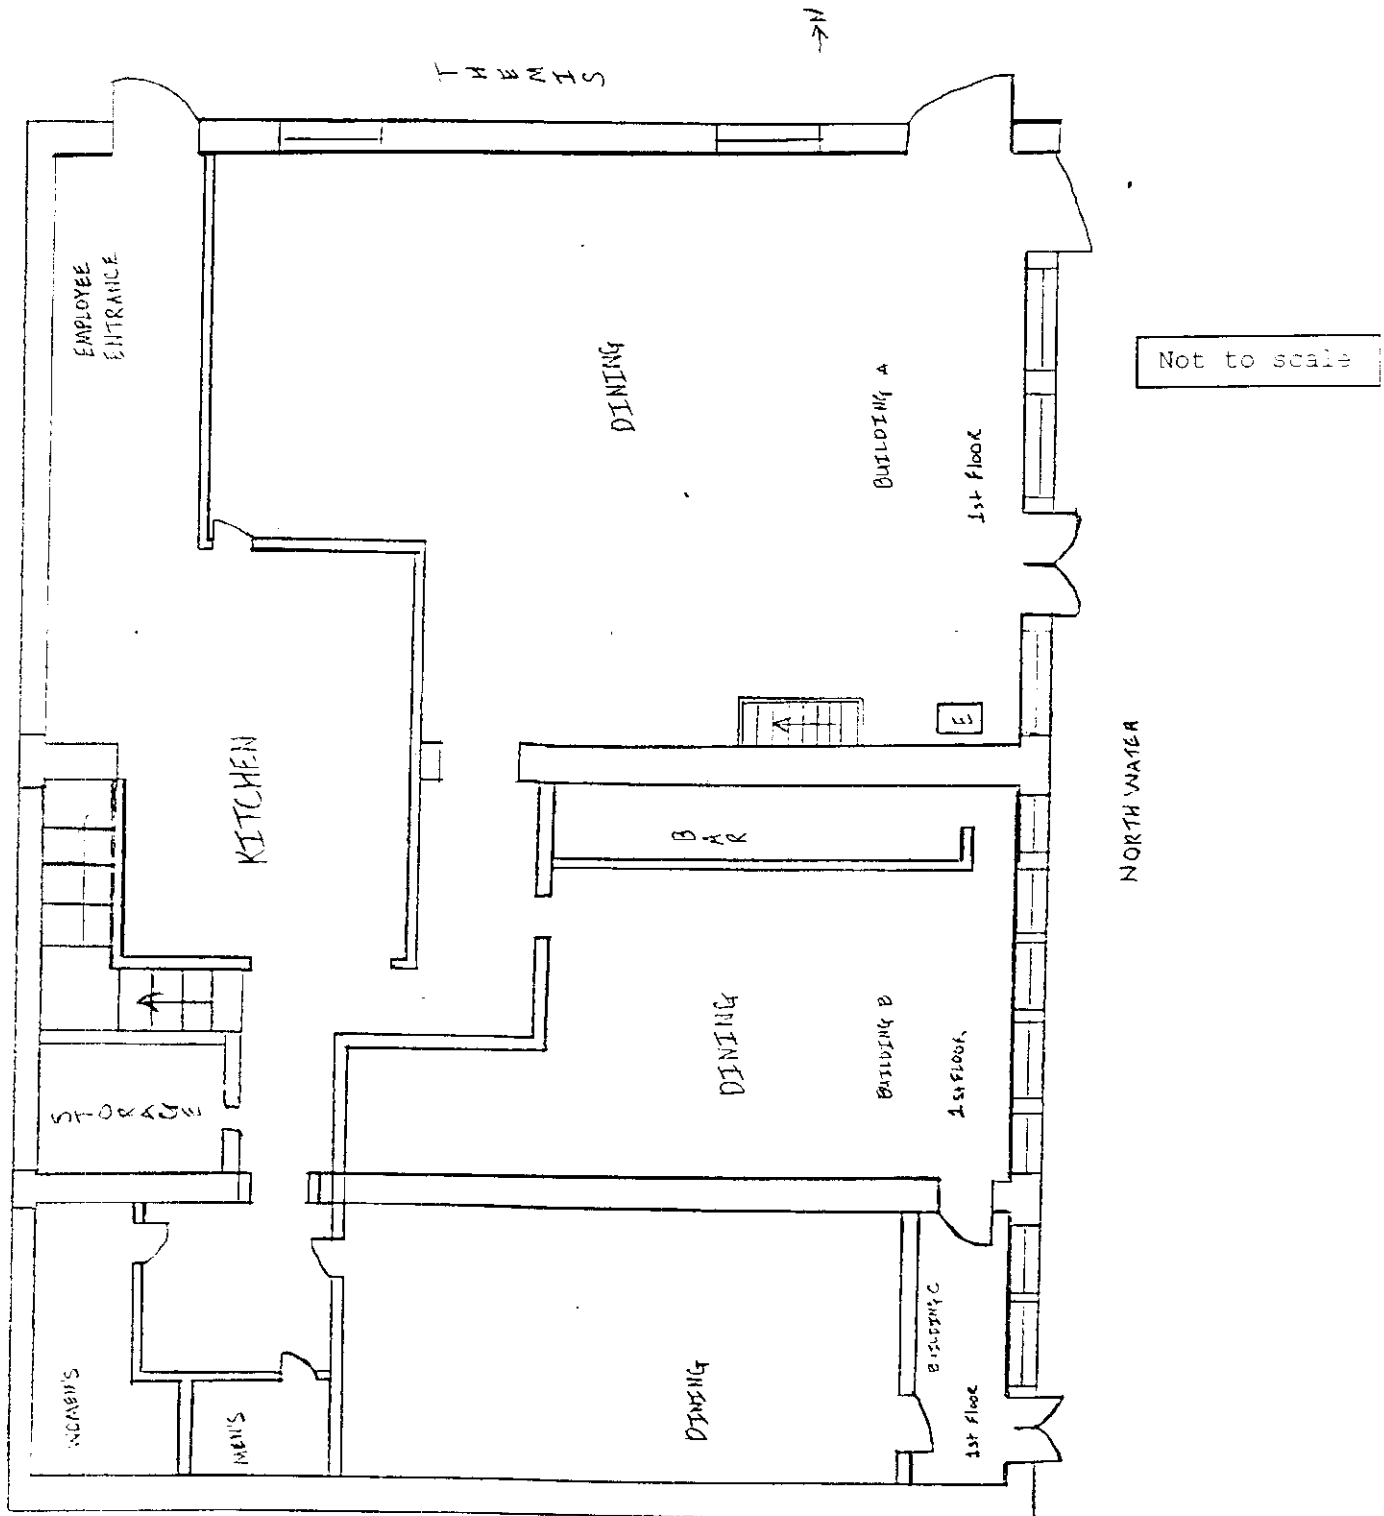 →N
THEMIS
EMPLOYEE
ENTRANCE
Not to scale
DINING
BUILDING A
1st FLOOR
E
KITCHEN
NORTH WATER
BAR
DINING
BUILDING B
1st FLOOR
STORAGE
WOMEN'S
MEN'S
DINING
BUILDING C
1st Floor